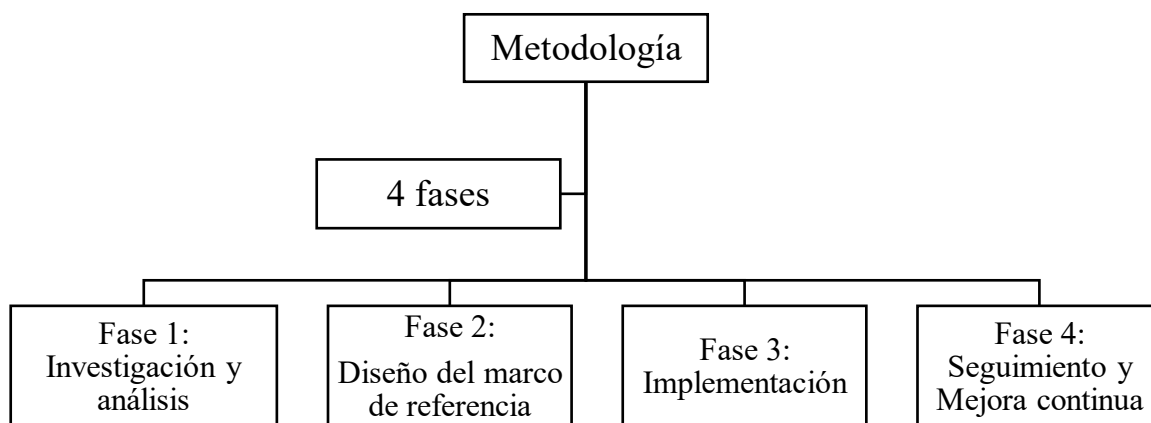 Metodología
4 fases
Fase 1:
Investigación y
análisis
Fase 2:
Diseño del marco
de referencia
Fase 3:
Implementación
Fase 4:
Seguimiento y
Mejora continua